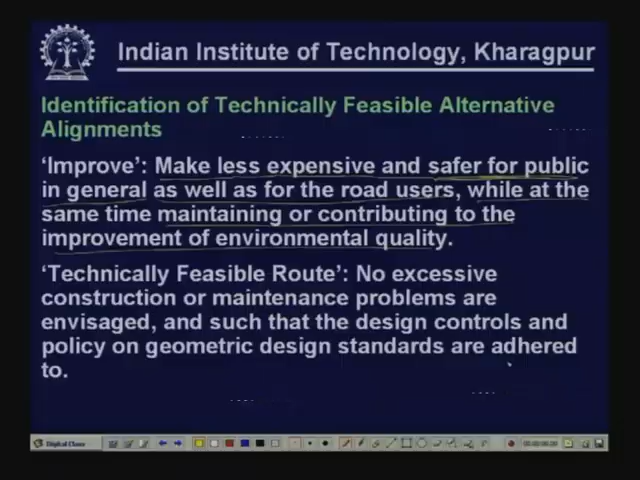 Indian Institute of Technology, Kharagpur
Identification of Technically Feasible Alternative
Alignments
‘Improve’: Make less expensive and safer for public
in general as well as for the road users, while at the
same time maintaining or contributing to the
improvement of environmental quality.
‘Technically Feasible Route’: No excessive
construction or maintenance problems are
envisaged, and such that the design controls and
policy on geometric design standards are adhered
to.
Digital Class